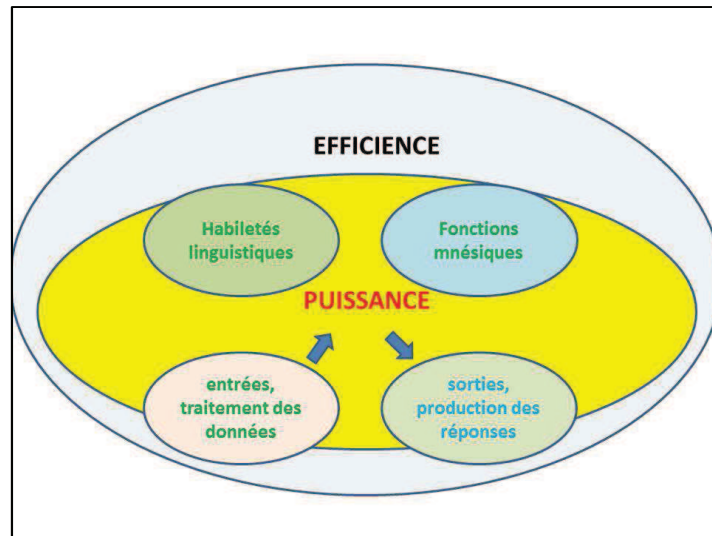 EFFICIENCE
Habiletés
linguistiques
Fonctions
mnésiques
PUISSANCE
entrées,
traitement des
données
sorties,
production des
réponses